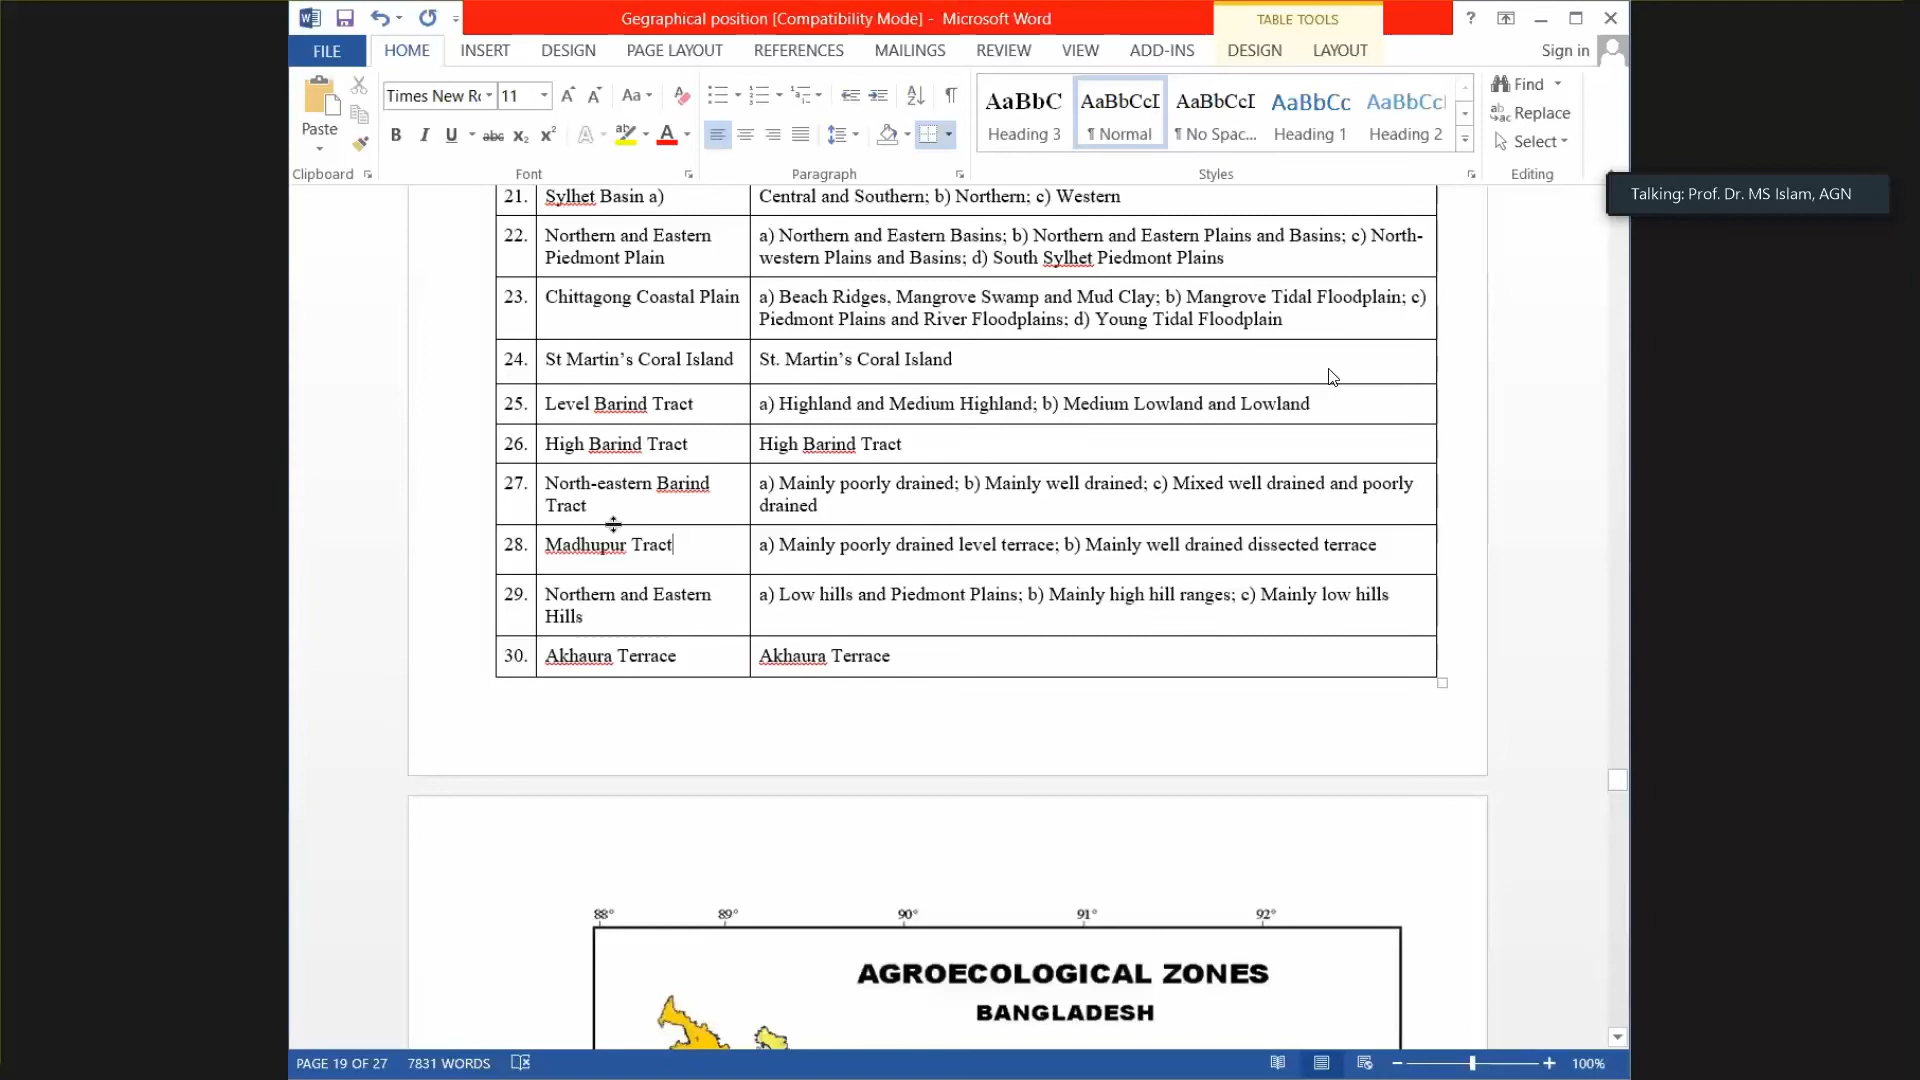 Gegraphical position [Compatibility Mode] - Microsoft Word
TABLE TOOLS
?
FILE HOME INSERT DESIGN PAGE LAYOUT REFERENCES MAILINGS REVIEW VIEW ADD-INS DESIGN LAYOUT Sign in
Times New Ro 11 Aa
AaBbC AaBbCcD AaBbCcD AaBbCc AaBbCc
Find
Paste
B I U abc X₂ X² A A
Heading 3 ¶ Normal ¶ No Spac... Heading 1 Heading 2
Replace
Select
Clipboard Font Paragraph Styles Editing
Talking: Prof. Dr. MS Islam, AGN
21. Sylhet Basin a) Central and Southern; b) Northern; c) Western
22. Northern and Eastern a) Northern and Eastern Basins; b) Northern and Eastern Plains and Basins; c) North-
Piedmont Plain western Plains and Basins; d) South Sylhet Piedmont Plains
23. Chittagong Coastal Plain a) Beach Ridges, Mangrove Swamp and Mud Clay; b) Mangrove Tidal Floodplain; c)
Piedmont Plains and River Floodplains; d) Young Tidal Floodplain
24. St Martin’s Coral Island St. Martin’s Coral Island
25. Level Barind Tract a) Highland and Medium Highland; b) Medium Lowland and Lowland
26. High Barind Tract High Barind Tract
27. North-eastern Barind a) Mainly poorly drained; b) Mainly well drained; c) Mixed well drained and poorly
Tract drained
28. Madhupur Tract a) Mainly poorly drained level terrace; b) Mainly well drained dissected terrace
29. Northern and Eastern a) Low hills and Piedmont Plains; b) Mainly high hill ranges; c) Mainly low hills
Hills
30. Akhaura Terrace Akhaura Terrace
88° 89° 90° 91° 92°
AGROECOLOGICAL ZONES
BANGLADESH
PAGE 19 OF 27 7831 WORDS 100%